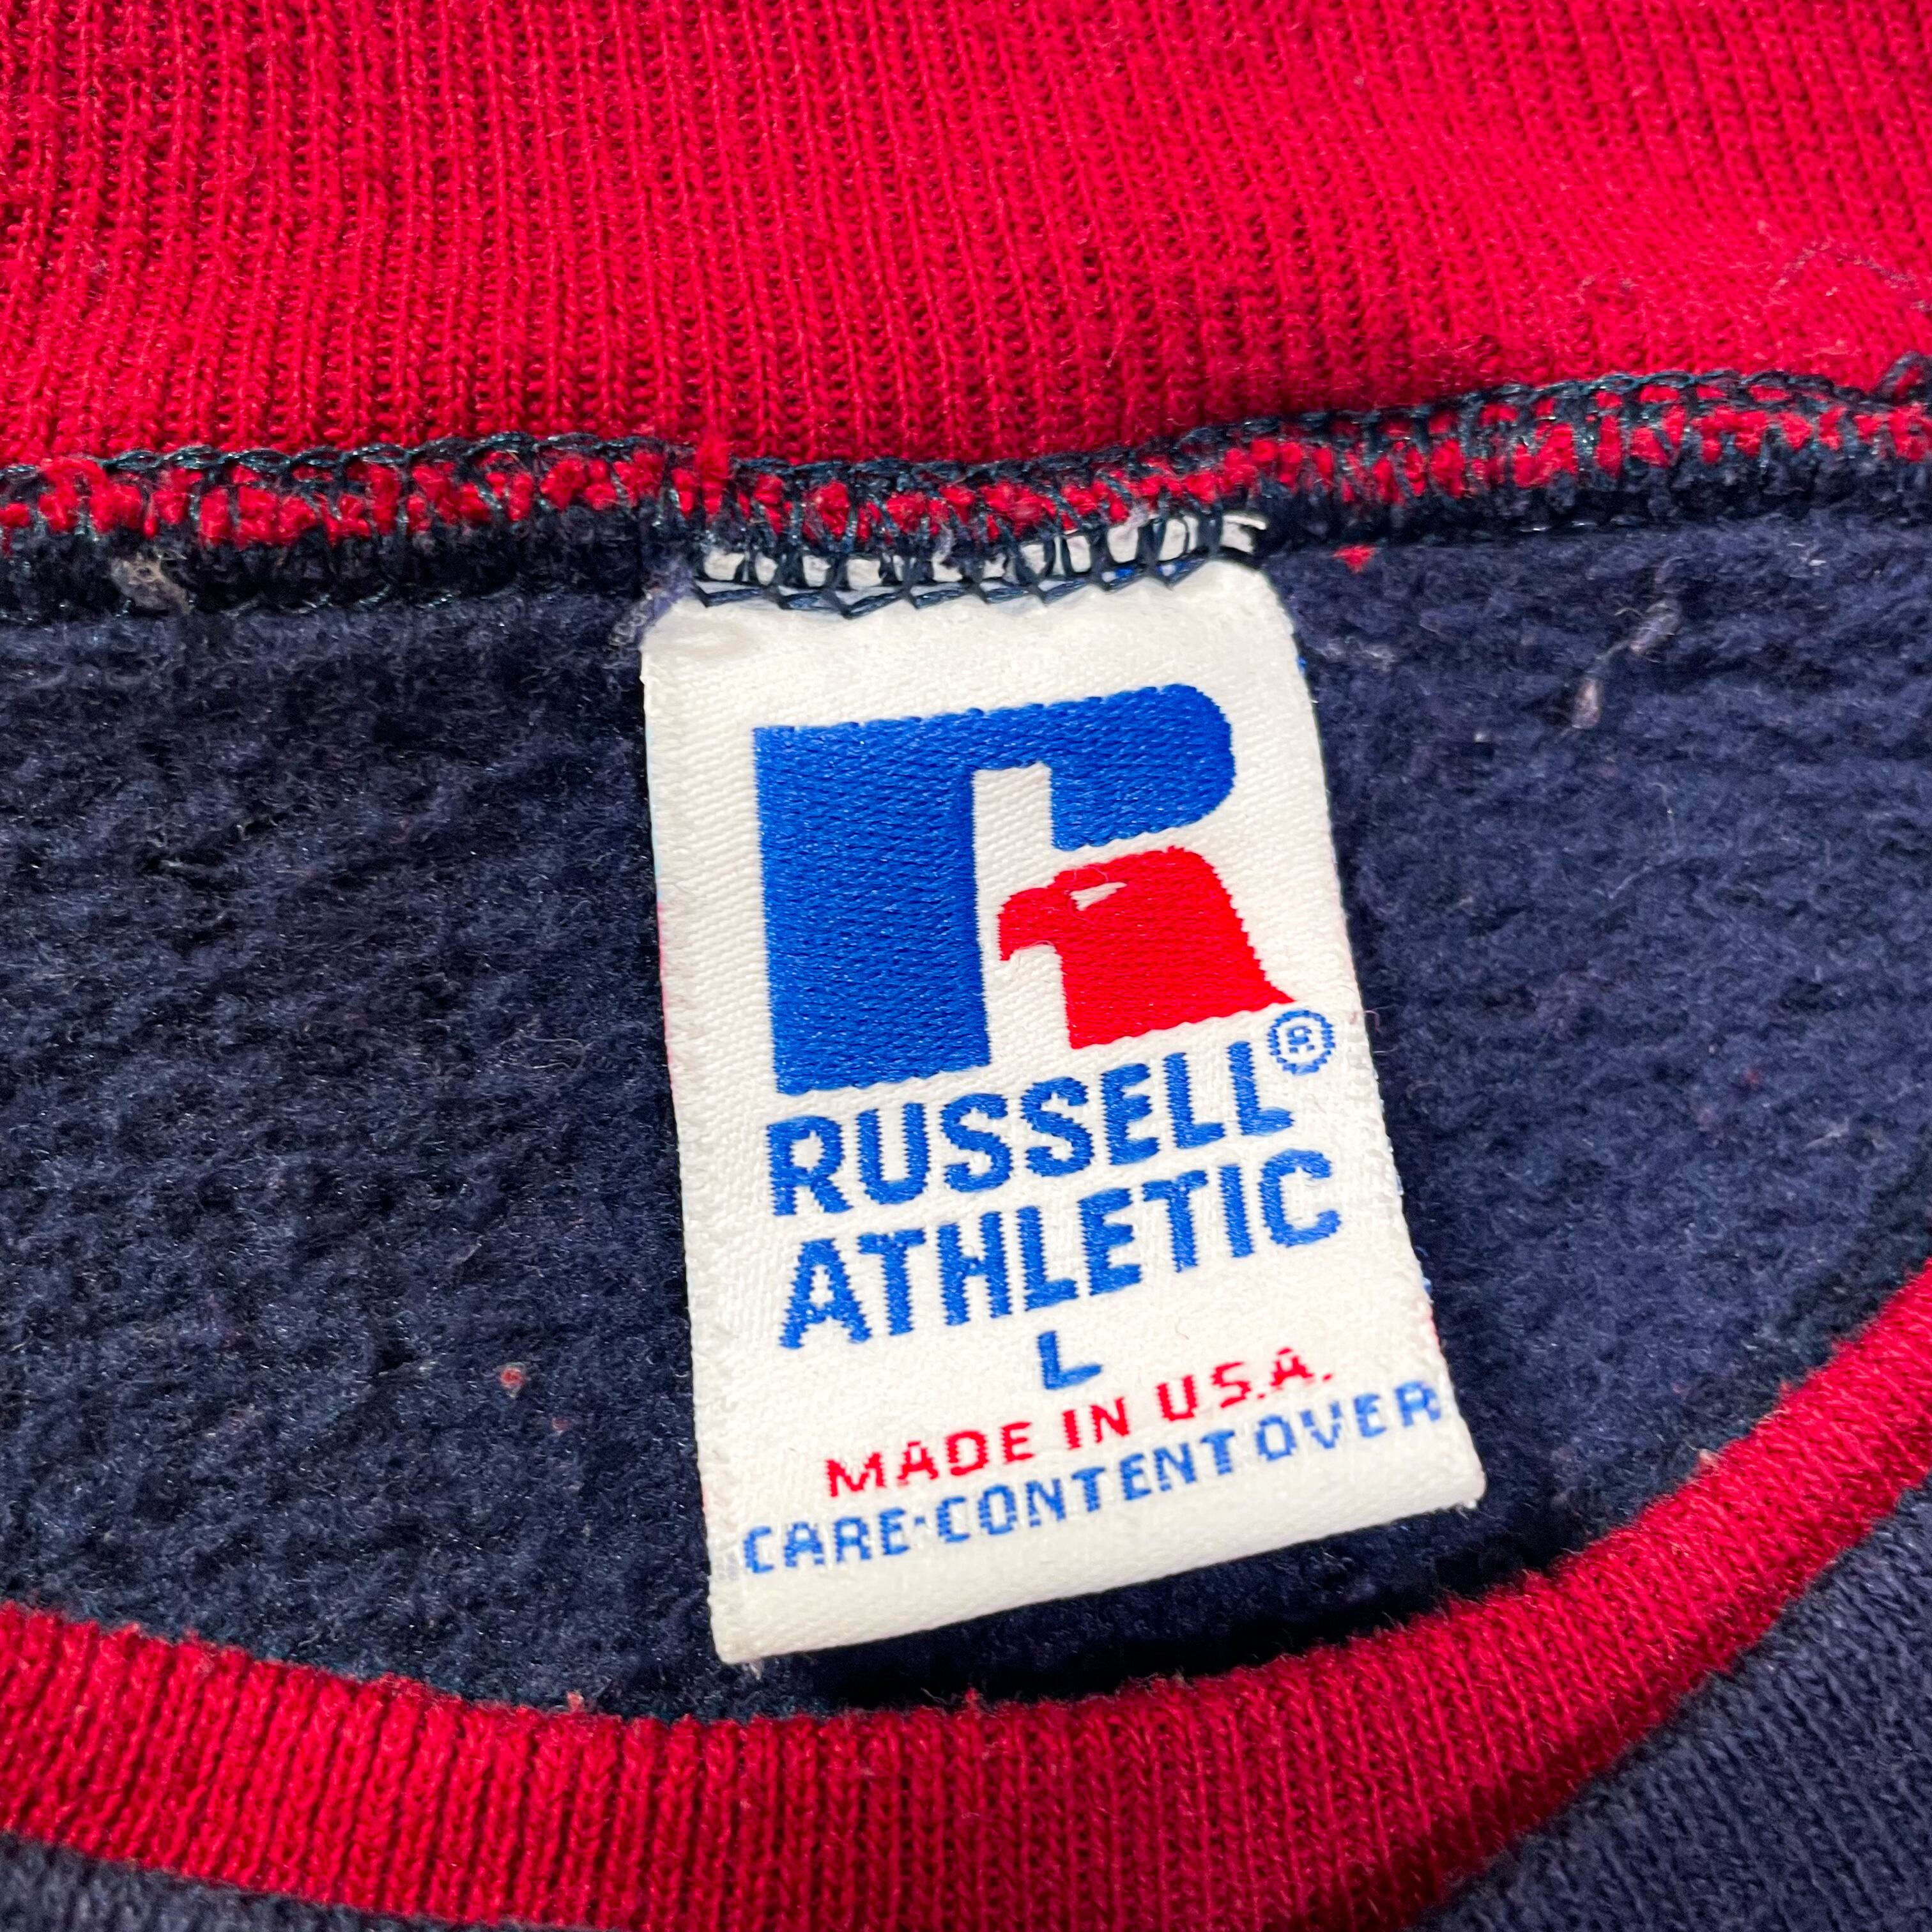 RUSSELL®
ATHLETIC
L
MADE IN U.S.A.
CARE·CONTENT OVER